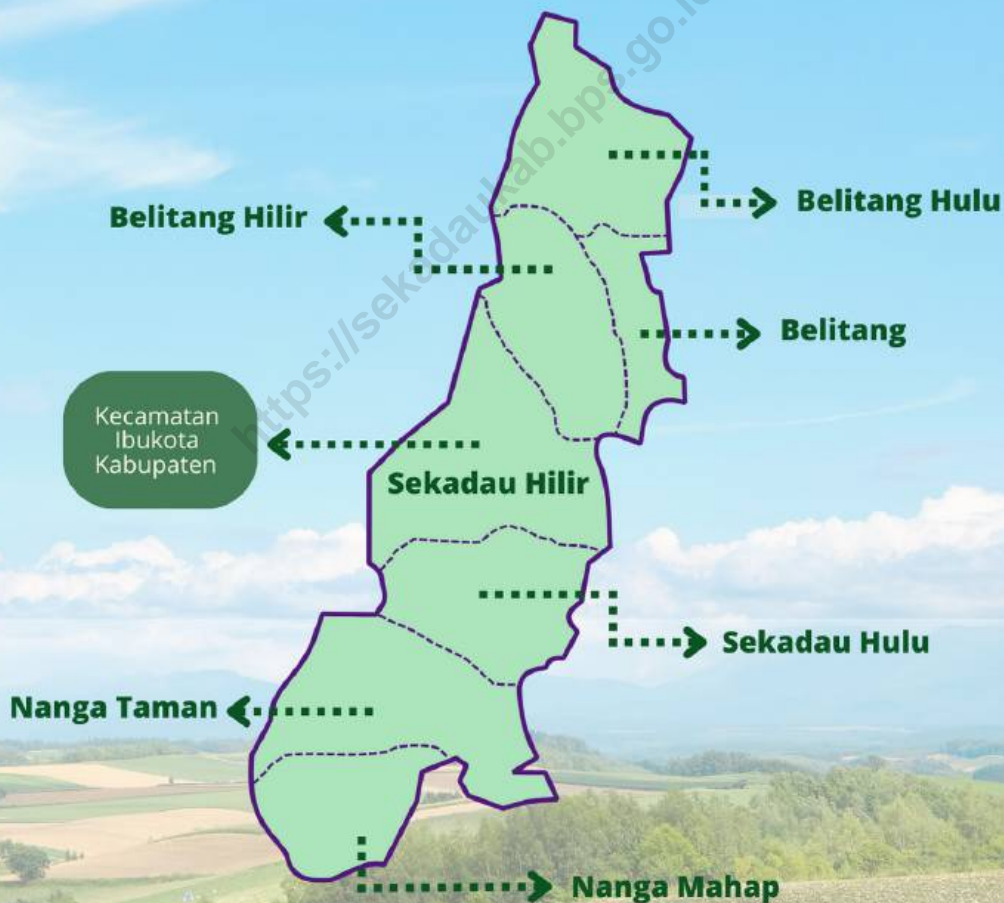 https://sekadaukab.bps.go.id
Belitang Hulu
Belitang Hilir
Belitang
Kecamatan
Ibukota
Kabupaten
Sekadau Hilir
Sekadau Hulu
Nanga Taman
Nanga Mahap